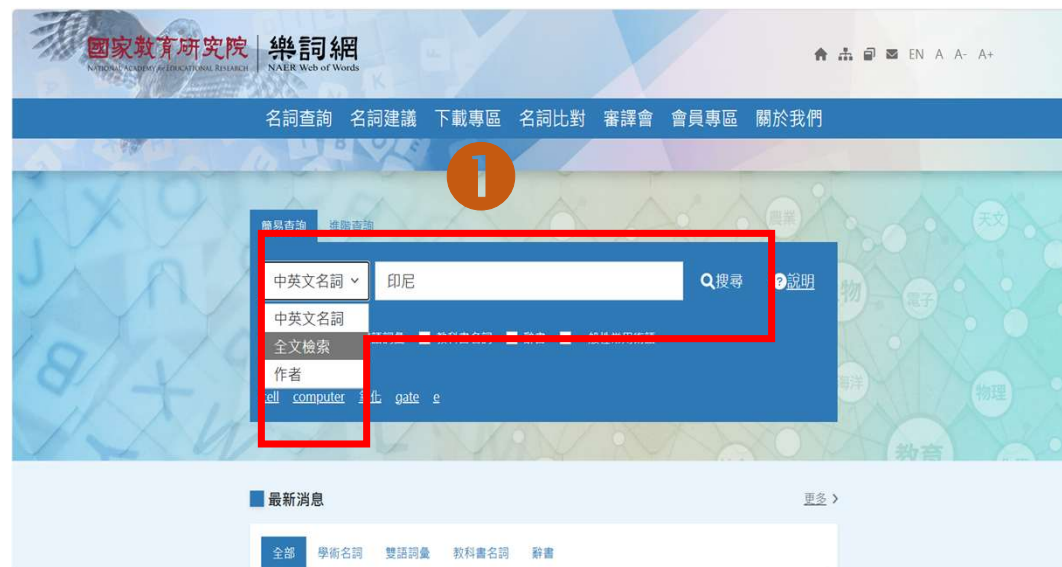 國家教育研究院 樂詞網
NATIONAL ACADEMY for EDUCATIONAL RESEARCH NAER Web of Words
EN A A- A+
名詞查詢 名詞建議 下載專區 名詞比對 審譯會 會員專區 關於我們
1
簡易查詢 進階查詢
中英文名詞 印尼 搜尋 ?說明
中英文名詞
全文檢索
作者
computer gate e
天文
電子
物
海洋
物理
教育
最新消息 更多
全部 學術名詞 雙語詞彙 教科書名詞 辭書